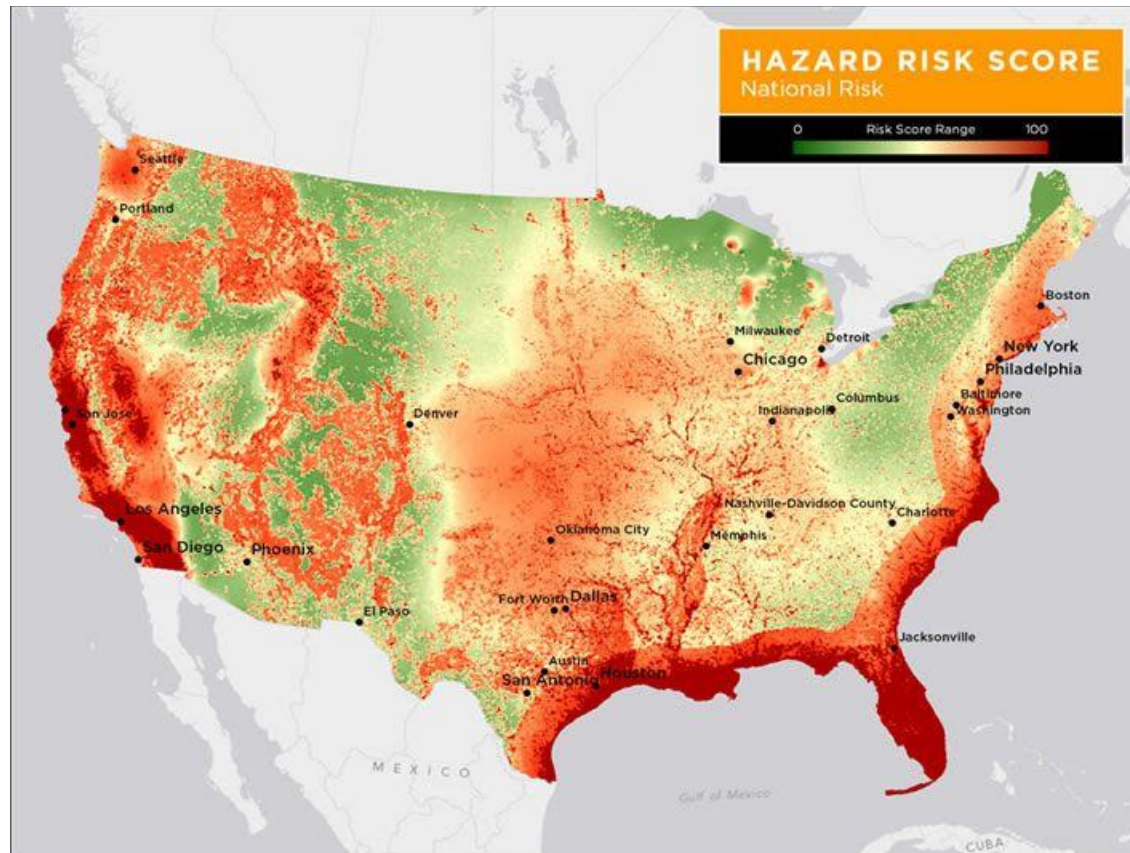 HAZARD RISK SCORE
National Risk
0 Risk Score Range 100
Seattle
Portland
Boston
Milwaukee
Detroit
New York
Chicago
Philadelphia
Columbus
Baltimore
Indianapolis
Washington
San Jose
Denver
Nashville-Davidson County
Los Angeles
Charlotte
Oklahoma City
Memphis
San Diego
Phoenix
Fort Worth
Dallas
El Paso
Jacksonville
Austin
Houston
San Antonio
MEXICO
Gulf of Mexico
CUBA